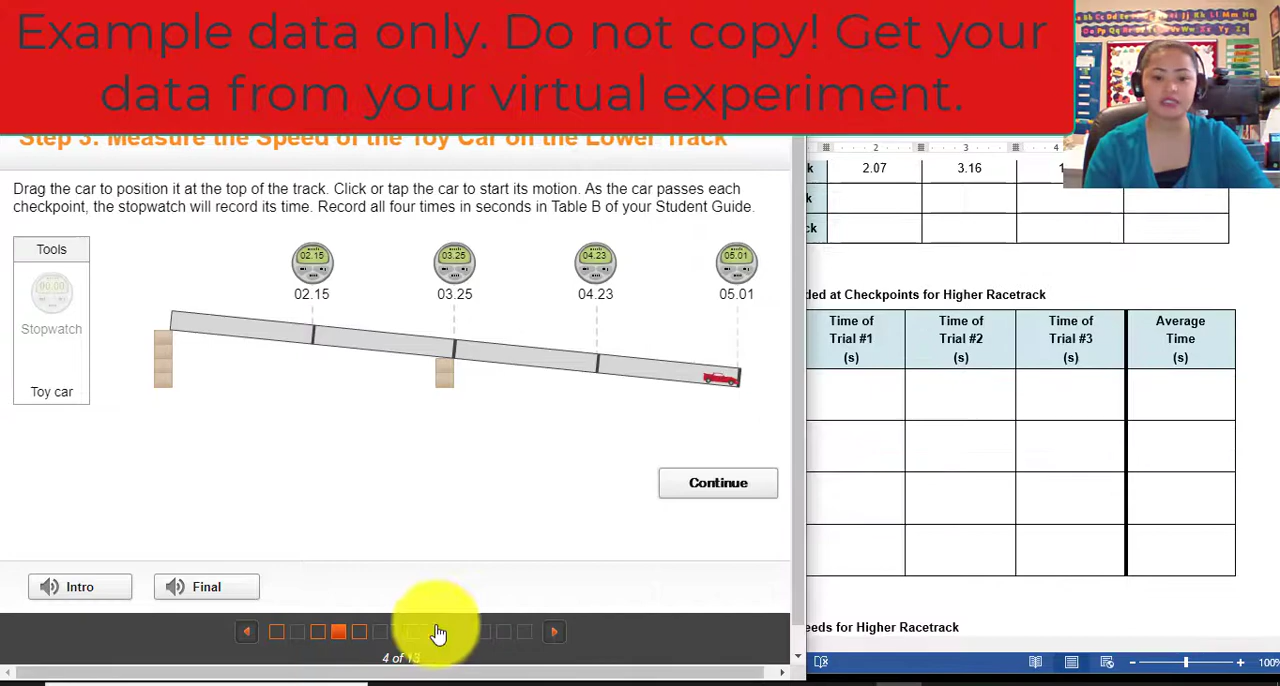 Example data only. Do not copy! Get your
data from your virtual experiment.
Step 3: Measure the Speed of the Toy Car on the Lower Track
Drag the car to position it at the top of the track. Click or tap the car to start its motion. As the car passes each
checkpoint, the stopwatch will record its time. Record all four times in seconds in Table B of your Student Guide.
Tools
00.00
Stopwatch
Toy car
02.15 03.25 04.23 05.01
02.15 03.25 04.23 05.01
Continue
Intro Final
4 of 13
2 3 4
k 2.07 3.16 1
k
ck
ded at Checkpoints for Higher Racetrack
Time of Time of Time of Average
Trial #1 Trial #2 Trial #3 Time
(s) (s) (s) (s)
eeds for Higher Racetrack
100%